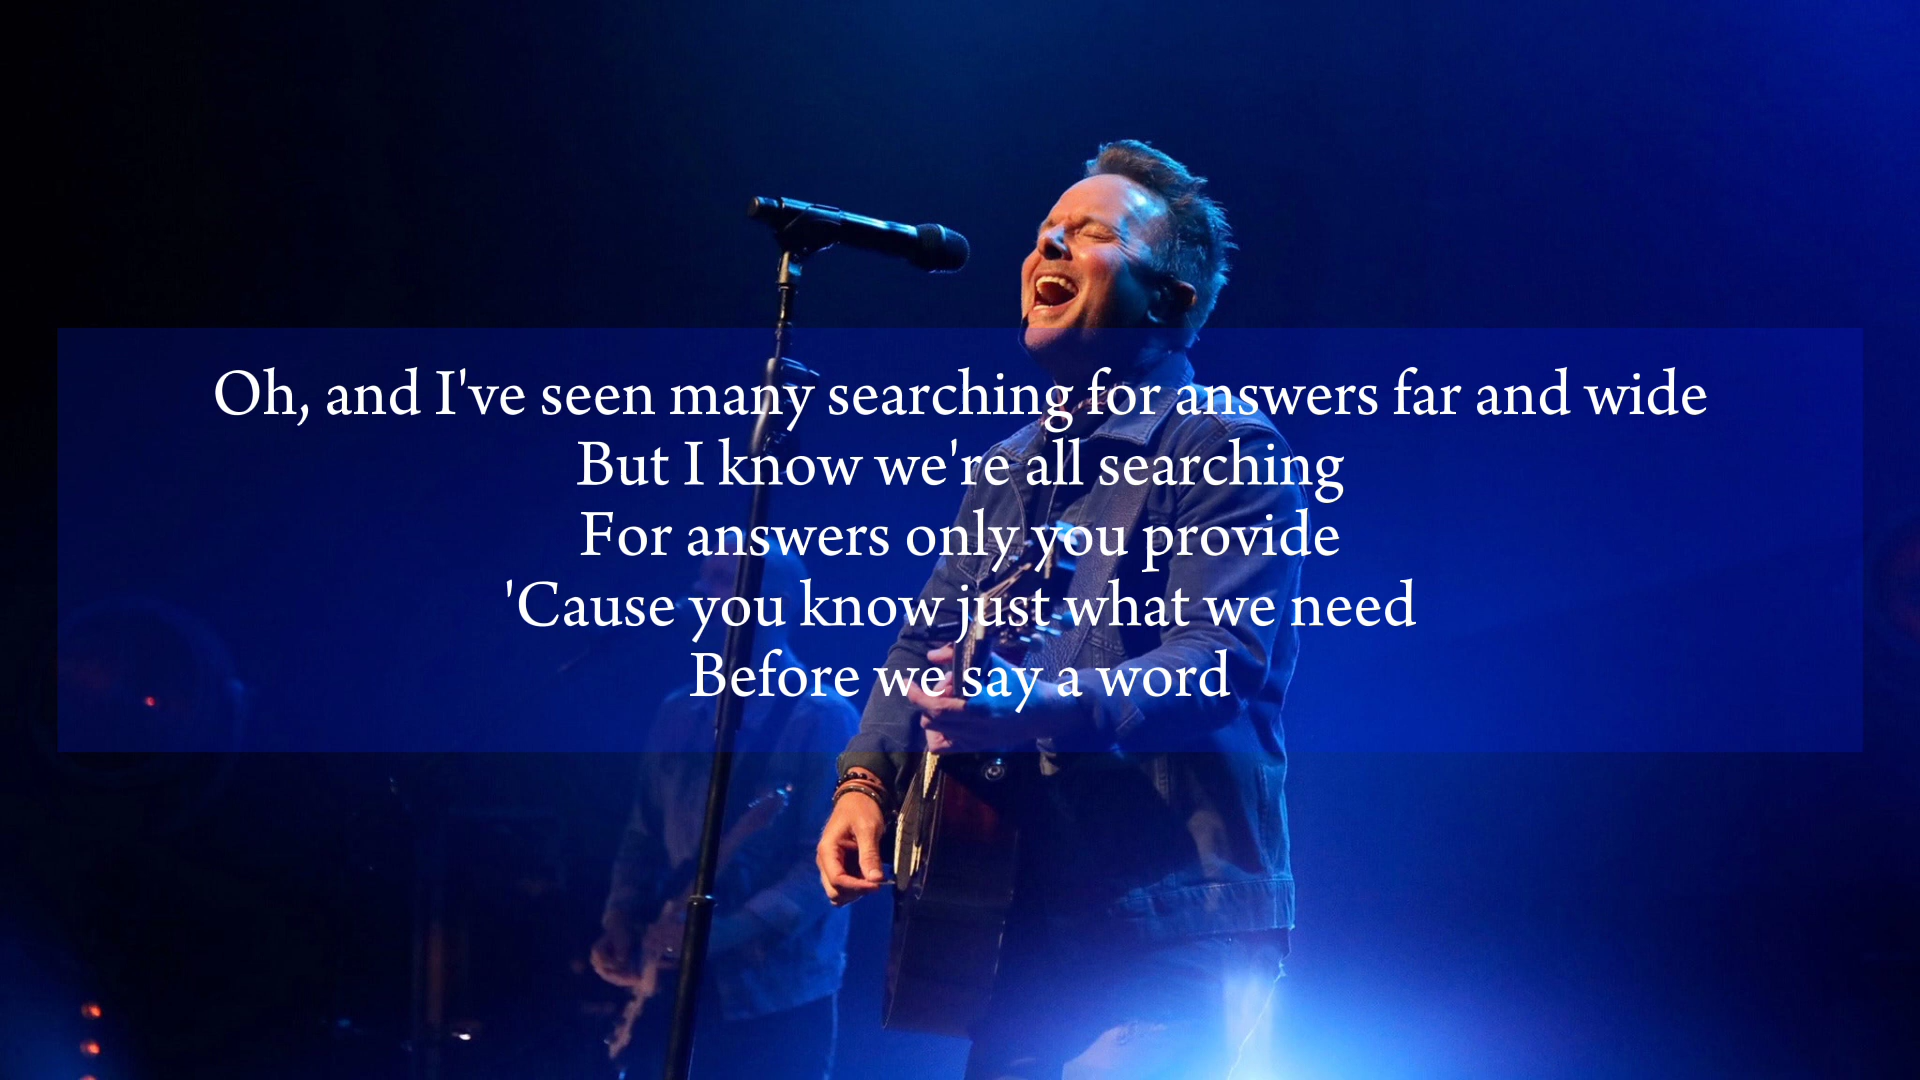 Oh, and I've seen many searching for answers far and wide
But I know we're all searching
For answers only you provide
'Cause you know just what we need
Before we say a word